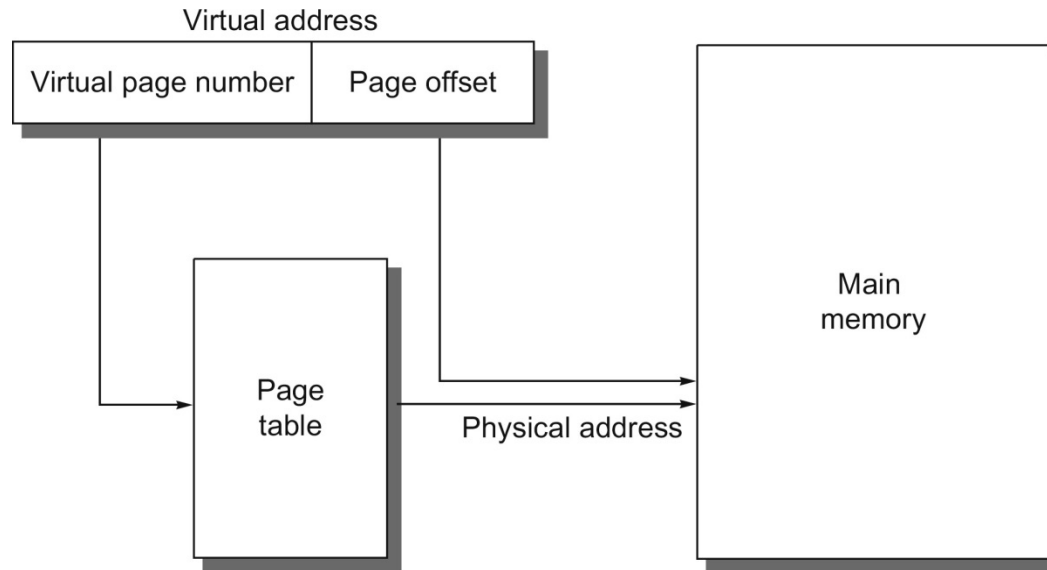 Virtual address
Virtual page number
Page offset
Page
table
Physical address
Main
memory